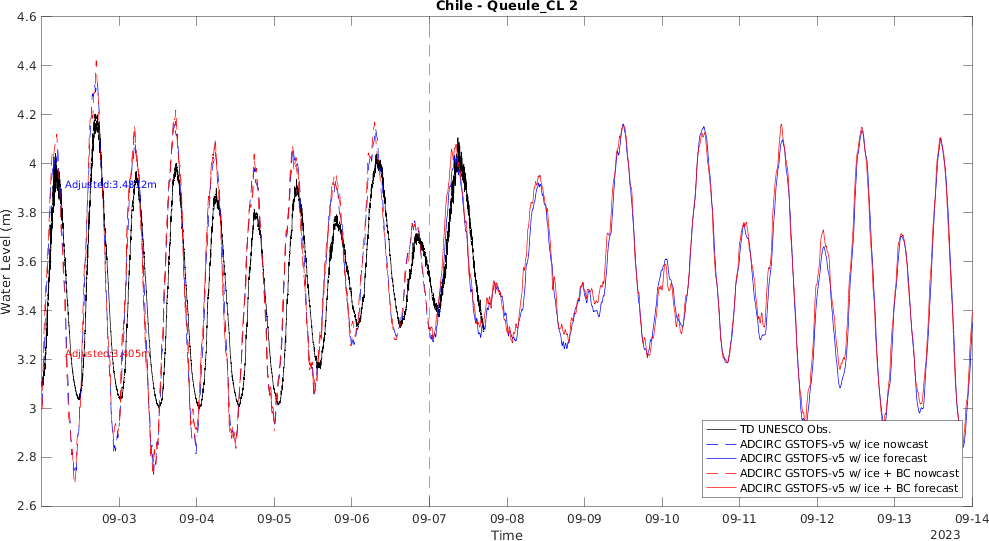 Chile - Queule_CL 2
4.6
4.4
4.2
4
3.8
3.6
3.4
3.2
3
2.8
2.6
Water Level (m)
Adjusted:3.4812m
Adjusted:3.405m
TD UNESCO Obs.
ADCIRC GSTOFS-v5 w/ ice nowcast
ADCIRC GSTOFS-v5 w/ ice forecast
ADCIRC GSTOFS-v5 w/ ice + BC nowcast
ADCIRC GSTOFS-v5 w/ ice + BC forecast
09-03 09-04 09-05 09-06 09-07 09-08 09-09 09-10 09-11 09-12 09-13 09-14
Time
2023